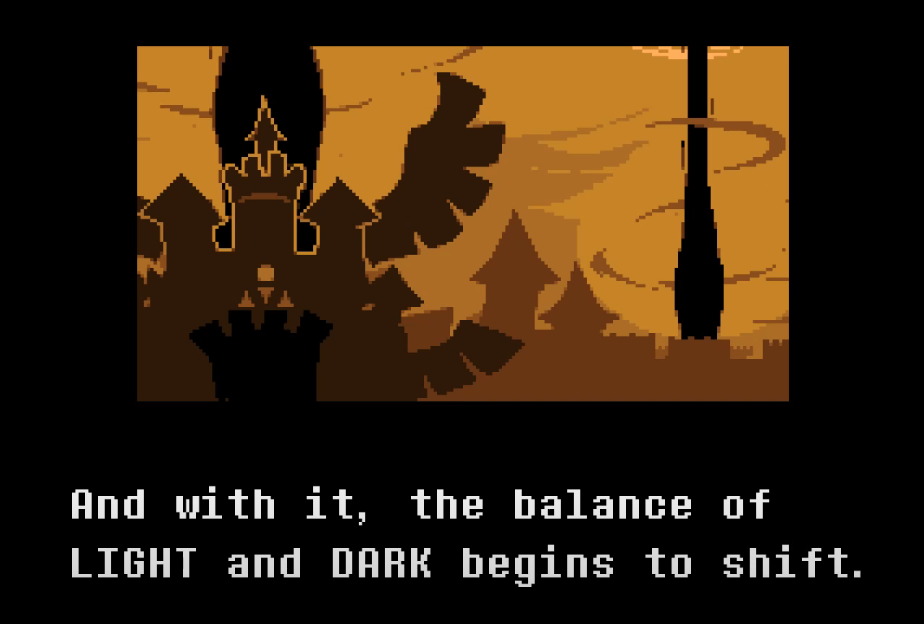 And with it, the balance of
LIGHT and DARK begins to shift.